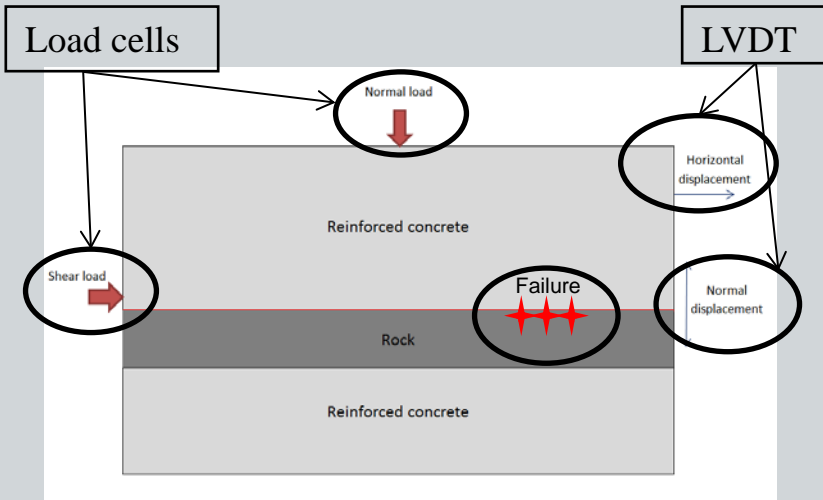 Load cells
LVDT
Normal load
Horizontal
displacement
Reinforced concrete
Shear load
Failure
Normal
displacement
Rock
Reinforced concrete